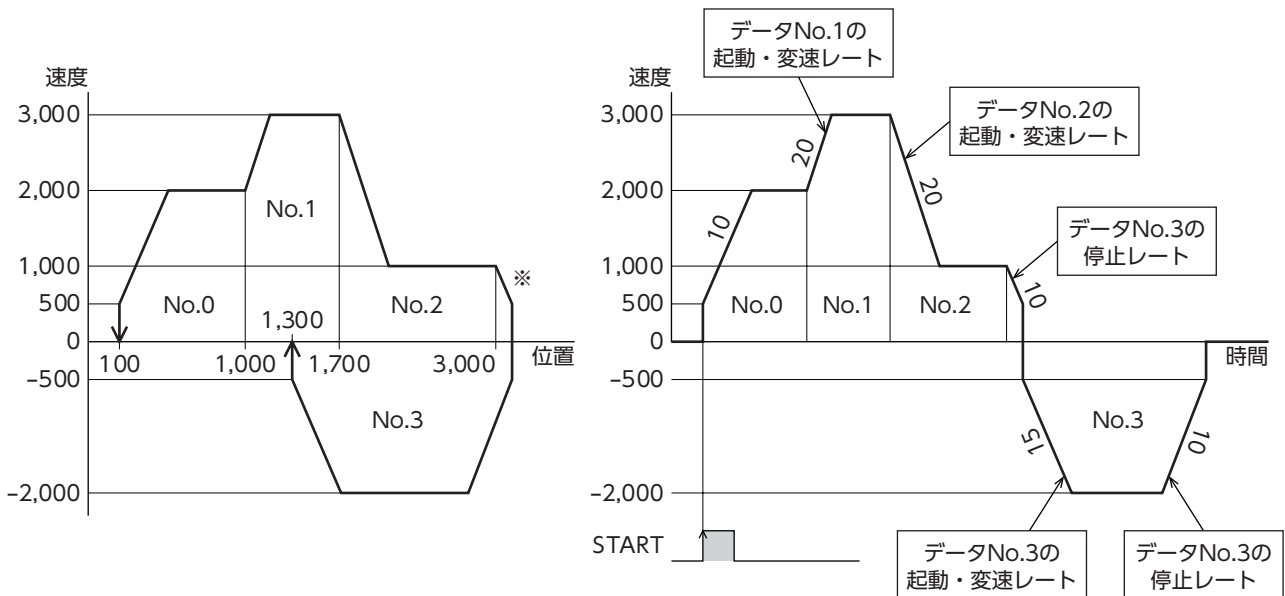 速度
3,000
2,000
1,000
500
0
-500
-2,000
No.0
No.1
No.2
※
1,300
100
1,000
1,700
3,000
位置
No.3
データNo.1の
起動・変速レート
速度
3,000
2,000
1,000
500
0
-500
-2,000
データNo.2の
起動・変速レート
データNo.3の
停止レート
10
20
20
10
No.0
No.1
No.2
時間
15
No.3
10
START
データNo.3の
起動・変速レート
データNo.3の
停止レート